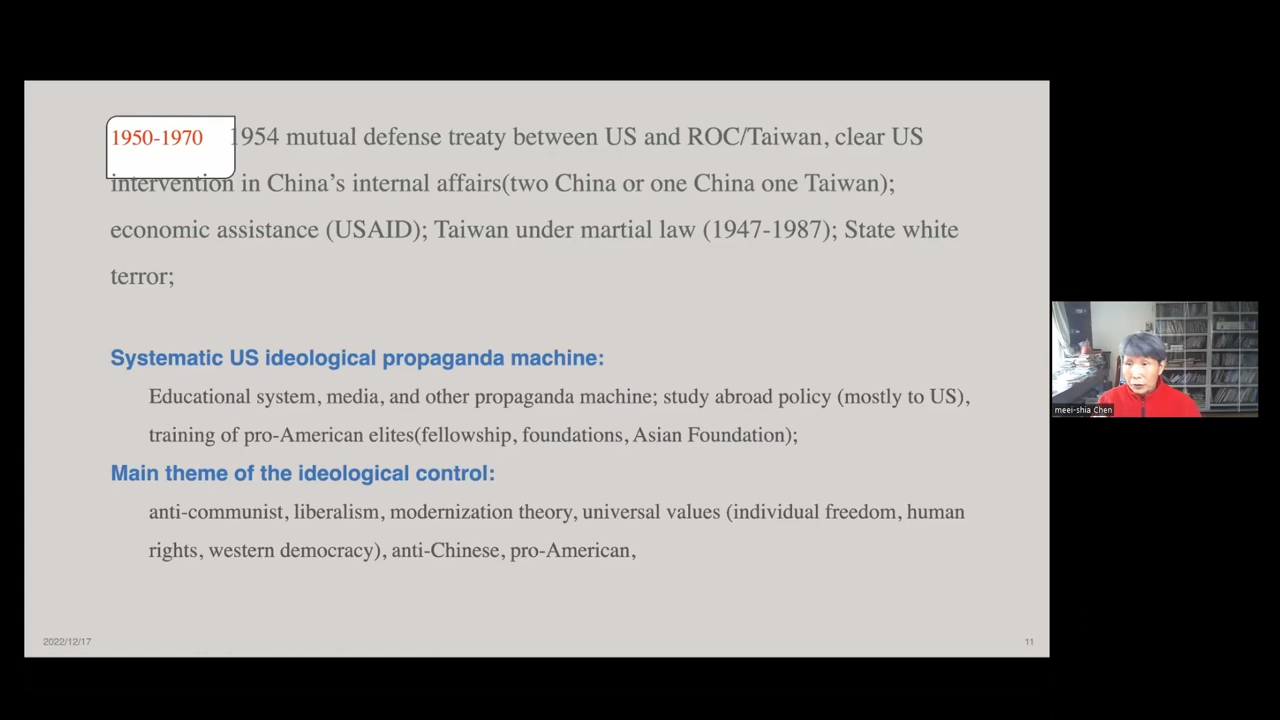 1950-1970 1954 mutual defense treaty between US and ROC/Taiwan, clear US
intervention in China’s internal affairs(two China or one China one Taiwan);
economic assistance (USAID); Taiwan under martial law (1947-1987); State white
terror;
Systematic US ideological propaganda machine:
Educational system, media, and other propaganda machine; study abroad policy (mostly to US),
training of pro-American elites(fellowship, foundations, Asian Foundation);
Main theme of the ideological control:
anti-communist, liberalism, modernization theory, universal values (individual freedom, human
rights, western democracy), anti-Chinese, pro-American,
2022/12/17
11
meei-shia Chen